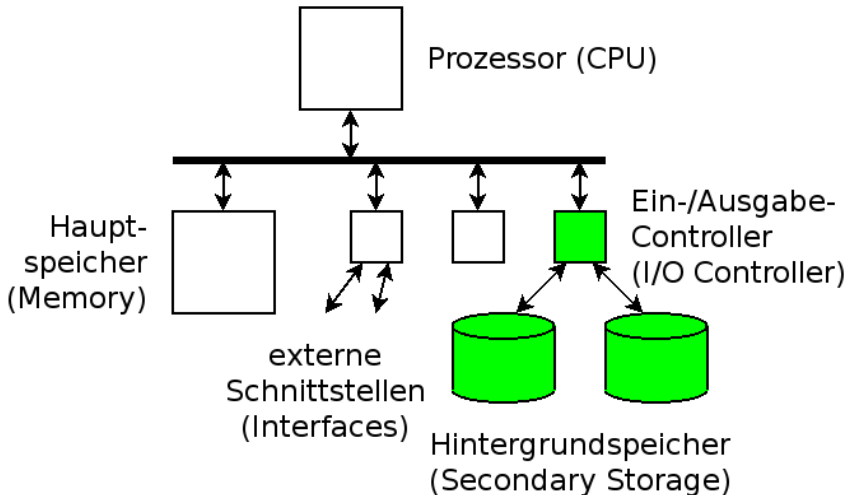 Prozessor (CPU)
Haupt-
speicher
(Memory)
Ein-/Ausgabe-
Controller
(I/O Controller)
externe
Schnittstellen
(Interfaces)
Hintergrundspeicher
(Secondary Storage)